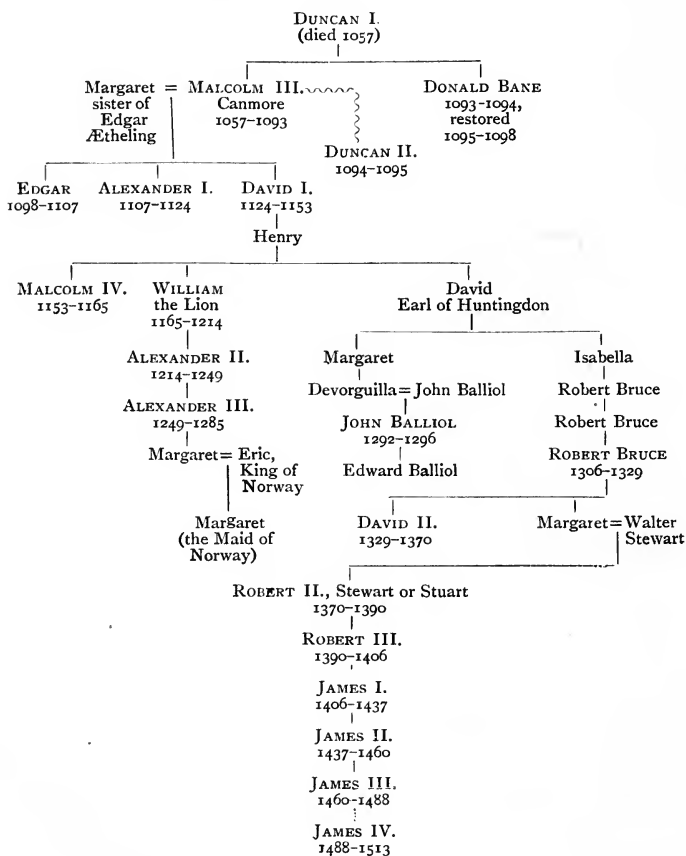 DUNCAN I.
(died 1057)
Margaret = MALCOLM III.
sister of
Edgar
Ætheling
Canmore
1057-1093
DONALD BANE
1093-1094,
restored
1095-1098
DUNCAN II.
1094-1095
EDGAR
1098-1107
ALEXANDER I.
1107-1124
DAVID I.
1124-1153
Henry
MALCOLM IV.
1153-1165
WILLIAM
the Lion
1165-1214
David
Earl of Huntingdon
ALEXANDER II.
1214-1249
Margaret
Isabella
Devorguilla = John Balliol
Robert Bruce
ALEXANDER III.
1249-1285
JOHN BALLIOL
1292-1296
Robert Bruce
Margaret = Eric,
King of
Norway
Edward Balliol
ROBERT BRUCE
1306-1329
Margaret
(the Maid of
Norway)
DAVID II.
1329-1370
Margaret = Walter
Stewart
ROBERT II., Stewart or Stuart
1370-1390
ROBERT III.
1390-1406
JAMES I.
1406-1437
JAMES II.
1437-1460
JAMES III.
1460-1488
JAMES IV.
1488-1513